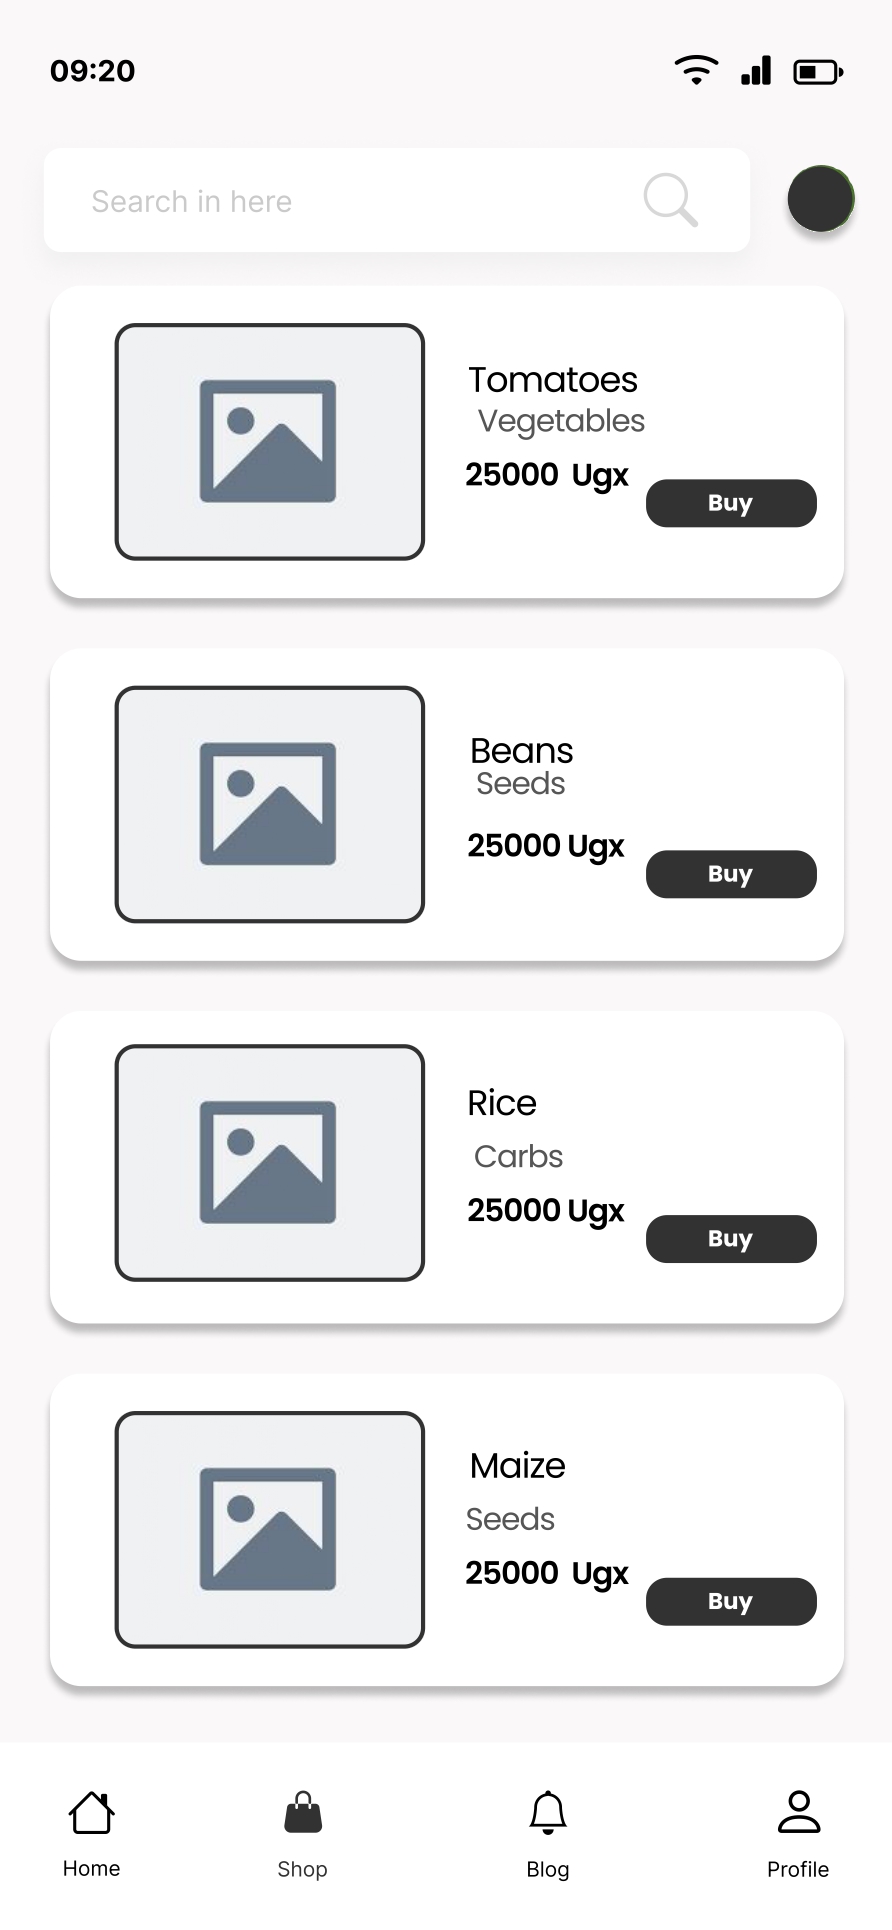 09:20
Search in here
Tomatoes
Vegetables
25000 Ugx
Buy
Beans
Seeds
25000 Ugx
Buy
Rice
Carbs
25000 Ugx
Buy
Maize
Seeds
25000 Ugx
Buy
Home Shop Blog Profile